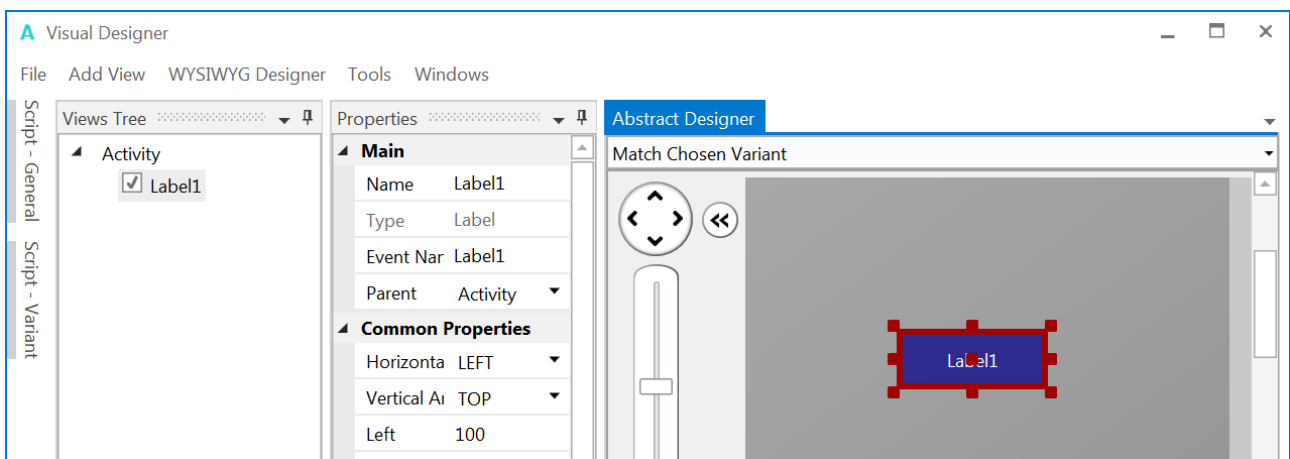 Visual Designer
File Add View WYSIWYG Designer Tools Windows
Script - General
Script - Variant
Views Tree
Activity
Label1
Properties
Main
Name Label1
Type Label
Event Nar Label1
Parent Activity
Common Properties
Horizonta LEFT
Vertical Aı TOP
Left 100
Abstract Designer
Match Chosen Variant
Label1